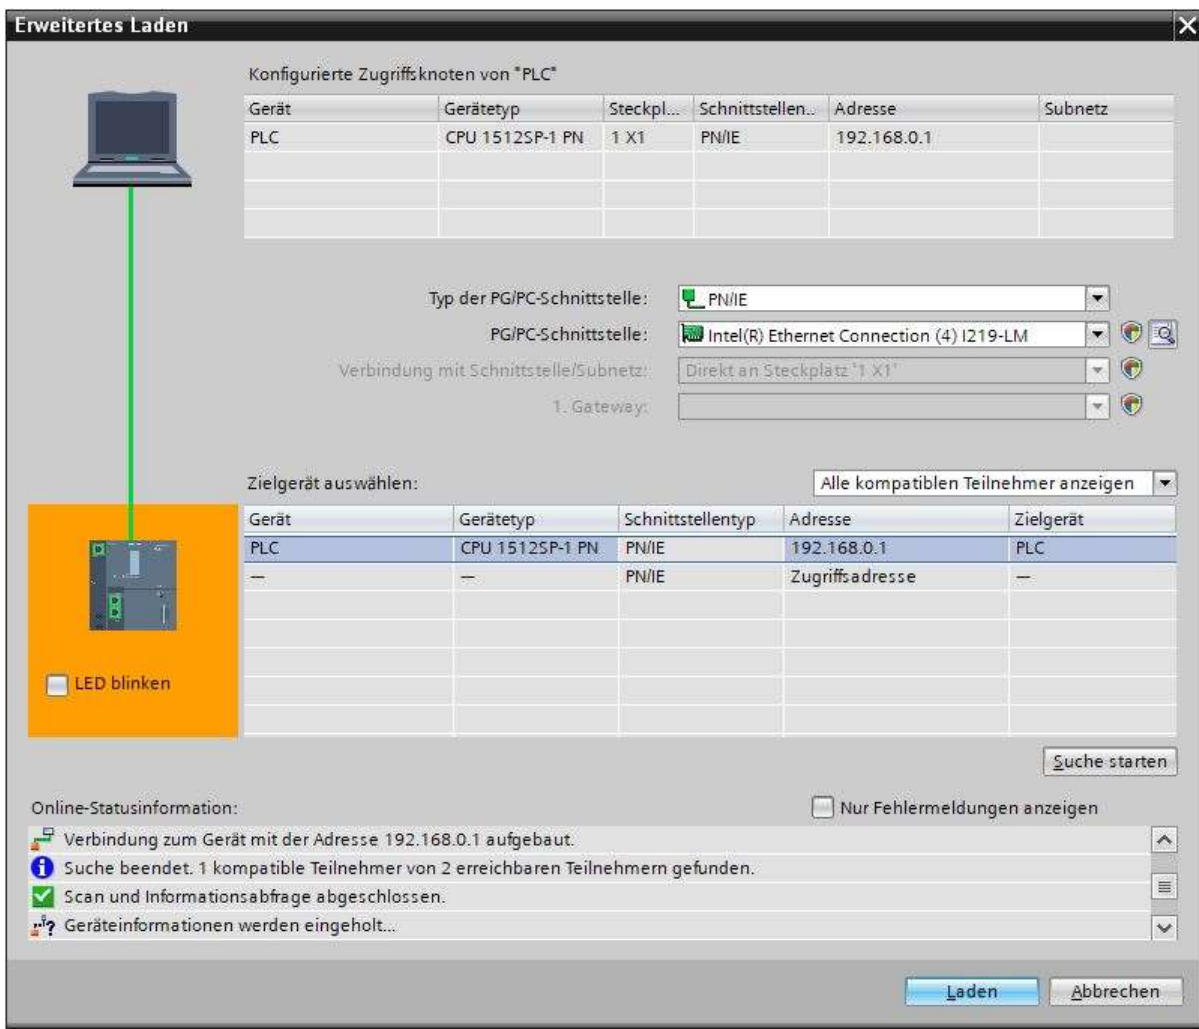 Erweitertes Laden
Konfigurierte Zugriffsknoten von "PLC"
Gerät Gerätetyp Steckpl... Schnittstellen.. Adresse Subnetz
PLC CPU 1512SP-1 PN 1 X1 PN/IE 192.168.0.1
Typ der PG/PC-Schnittstelle: PN/IE
PG/PC-Schnittstelle: Intel(R) Ethernet Connection (4) I219-LM
Verbindung mit Schnittstelle/Subnetz: Direkt an Steckplatz '1 X1'
1. Gateway:
Zielgerät auswählen: Alle kompatiblen Teilnehmer anzeigen
Gerät Gerätetyp Schnittstellentyp Adresse Zielgerät
PLC CPU 1512SP-1 PN PN/IE 192.168.0.1 PLC
— — PN/IE Zugriffsadresse —
LED blinken
Suche starten
Online-Statusinformation: Nur Fehlermeldungen anzeigen
Verbindung zum Gerät mit der Adresse 192.168.0.1 aufgebaut.
Suche beendet. 1 kompatible Teilnehmer von 2 erreichbaren Teilnehmern gefunden.
Scan und Informationsabfrage abgeschlossen.
Geräteinformationen werden eingeholt...
Laden Abbrechen